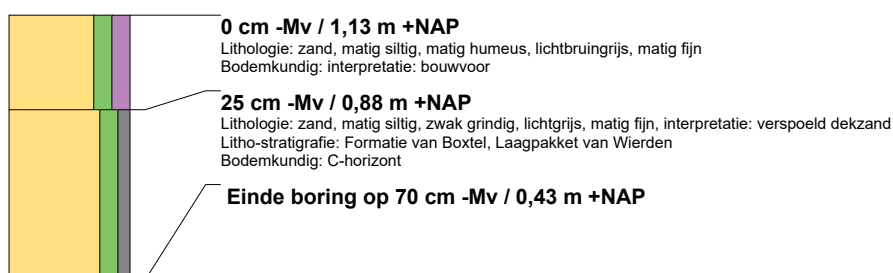 0 cm -Mv / 1,13 m +NAP
Lithologie: zand, matig siltig, matig humeus, lichtbruingrijs, matig fijn
Bodemkundig: interpretatie: bouwvoor
25 cm -Mv / 0,88 m +NAP
Lithologie: zand, matig siltig, zwak grindig, lichtgrijs, matig fijn, interpretatie: verspoeld dekzand
Litho-stratigrafie: Formatie van Boxtel, Laagpakket van Wierden
Bodemkundig: C-horizont
Einde boring op 70 cm -Mv / 0,43 m +NAP